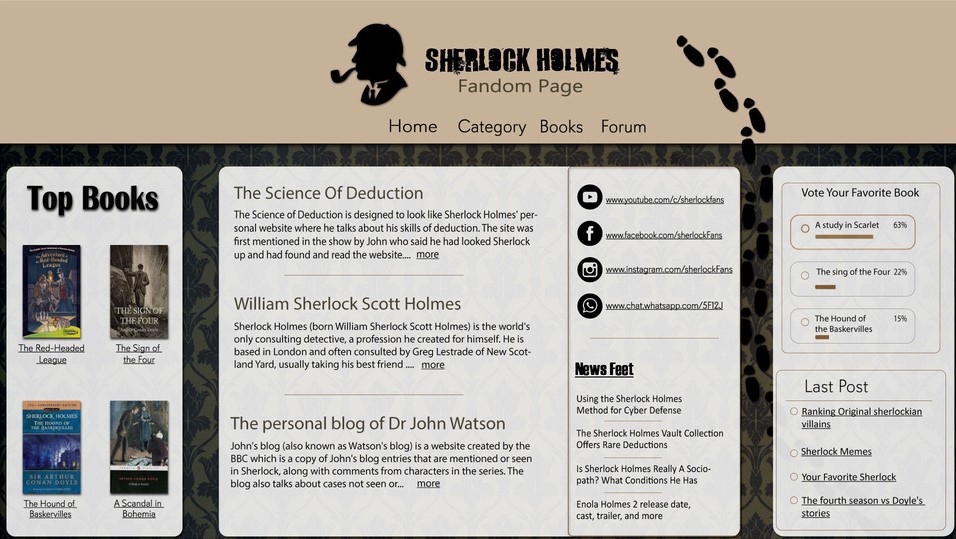 SHERLOCK HOLMES
Fandom Page
Home Category Books Forum
Top Books
The Adventure of the Red-Headed League
The Red-Headed
League
THE SIGN OF
THE FOUR
Arthur Conan Doyle
The Sign of
the Four
SHERLOCK HOLMES
THE HOUND OF
THE BASKERVILLES
SIR ARTHUR
CONAN DOYLE
The Hound of
Baskervilles
A Scandal in
Bohemia
The Science Of Deduction
The Science of Deduction is designed to look like Sherlock Holmes' per-
sonal website where he talks about his skills of deduction. The site was
first mentioned in the show by John who said he had looked Sherlock
up and had found and read the website.... more
William Sherlock Scott Holmes
Sherlock Holmes (born William Sherlock Scott Holmes) is the world's
only consulting detective, a profession he created for himself. He is
based in London and often consulted by Greg Lestrade of New Scot-
land Yard, usually taking his best friend .... more
The personal blog of Dr John Watson
John's blog (also known as Watson's blog) is a website created by the
BBC which is a copy of John's blog entries that are mentioned or seen
in Sherlock, along with comments from characters in the series. The
blog also talks about cases not seen or... more
www.youtube.com/c/sherlockfans
www.facebook.com/sherlockFans
www.instagram.com/sherlockFans
www.chat.whatsapp.com/5F12J
News Feet
Using the Sherlock Holmes
Method for Cyber Defense
The Sherlock Holmes Vault Collection
Offers Rare Deductions
Is Sherlock Holmes Really A Socio-
path? What Conditions He Has
Enola Holmes 2 release date,
cast, trailer, and more
Vote Your Favorite Book
A study in Scarlet 63%
The sing of the Four 22%
The Hound of 15%
the Baskervilles
Last Post
Ranking Original sherlockian
villains
Sherlock Memes
Your Favorite Sherlock
The fourth season vs Doyle's
stories